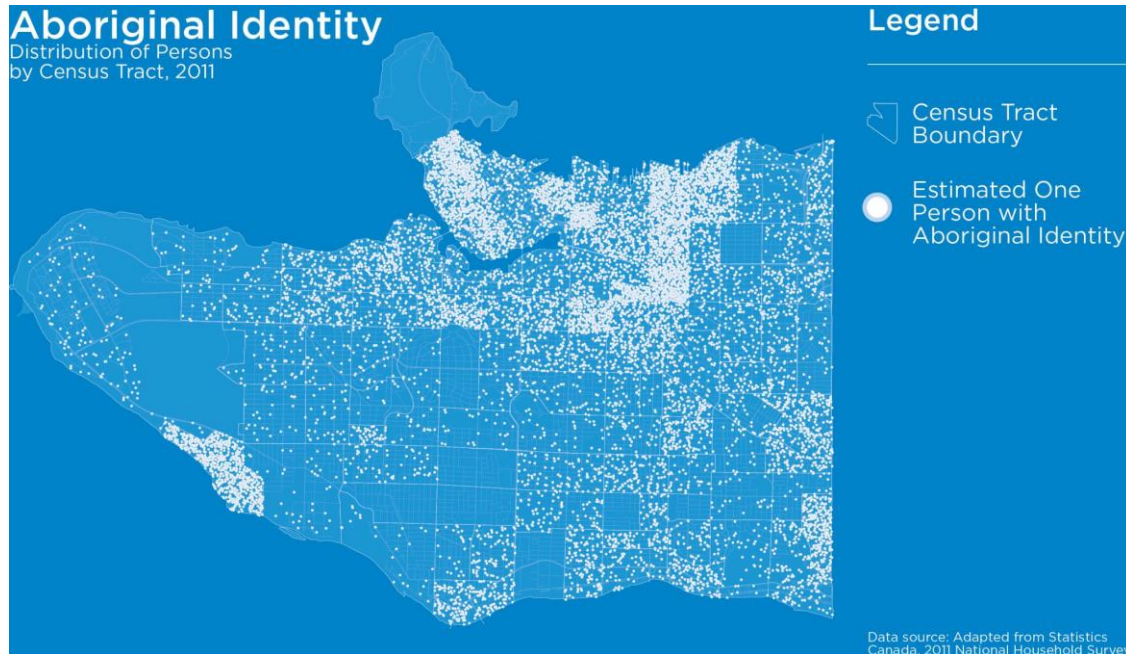 Aboriginal Identity
Distribution of Persons
by Census Tract, 2011
Legend
Census Tract
Boundary
Estimated One
Person with
Aboriginal Identity
Data source: Adapted from Statistics
Canada, 2011 National Household Survey